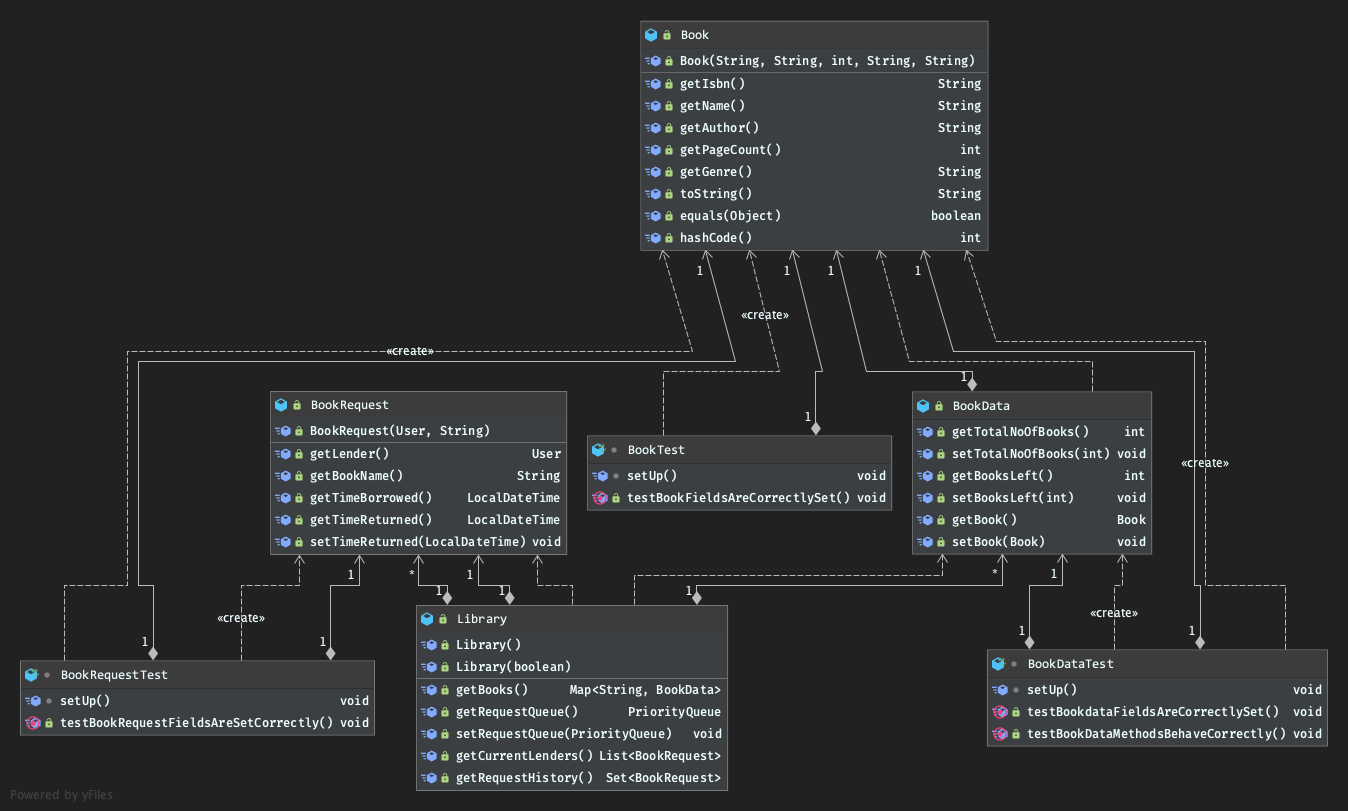 Book
Book(String, String, int, String, String)
getIsbn() String
getName() String
getAuthor() String
getPageCount() int
getGenre() String
toString() String
equals(Object) boolean
hashCode() int
1 1 1 1
«create»
«create»
BookRequest
BookRequest(User, String)
getLender() User
getBookName() String
getTimeBorrowed() LocalDateTime
getTimeReturned() LocalDateTime
setTimeReturned(LocalDateTime) void
1
BookTest
setUp() void
testBookFieldsAreCorrectlySet() void
1
BookData
getTotalNoOfBooks() int
setTotalNoOfBooks(int) void
getBooksLeft() int
setBooksLeft(int) void
getBook() Book
setBook(Book) void
«create»
1 * 1 * 1
1 1 1
«create»
«create»
1 1 1 1
BookRequestTest
setUp() void
testBookRequestFieldsAreSetCorrectly() void
Library
Library()
Library(boolean)
getBooks() Map<String, BookData>
getRequestQueue() PriorityQueue
setRequestQueue(PriorityQueue) void
getCurrentLenders() List<BookRequest>
getRequestHistory() Set<BookRequest>
BookDataTest
setUp() void
testBookdataFieldsAreCorrectlySet() void
testBookDataMethodsBehaveCorrectly() void
Powered by yFiles